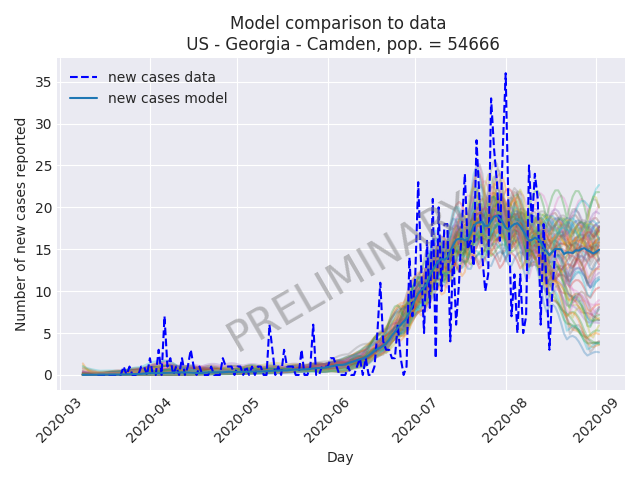 Model comparison to data
US - Georgia - Camden, pop. = 54666
new cases data
new cases model
PRELIMINARY
Number of new cases reported
35
30
25
20
15
10
5
0
2020-03
2020-04
2020-05
2020-06
2020-07
2020-08
2020-09
Day